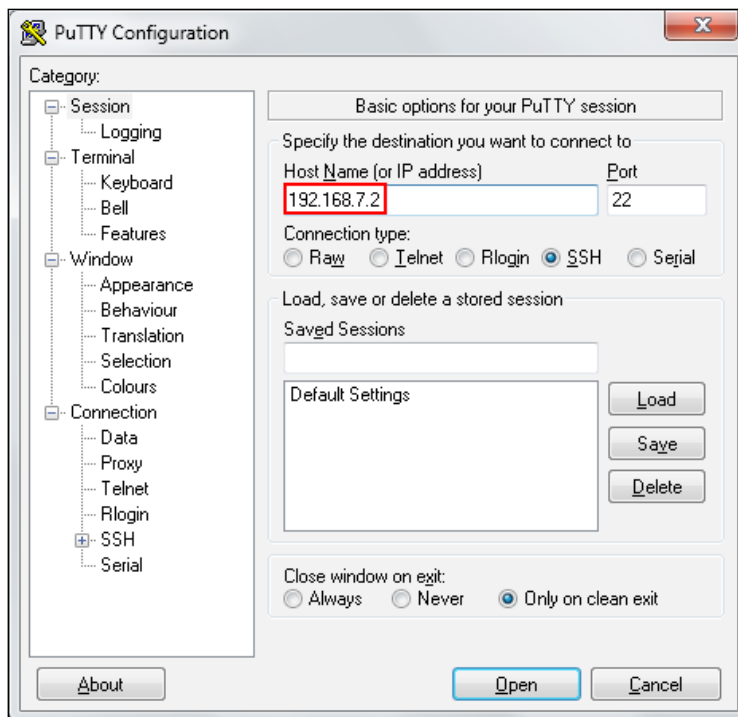 PuTTY Configuration
Category:
Session
Logging
Terminal
Keyboard
Bell
Features
Window
Appearance
Behaviour
Translation
Selection
Colours
Connection
Data
Proxy
Telnet
Rlogin
SSH
Serial
Basic options for your PuTTY session
Specify the destination you want to connect to
Host Name (or IP address) Port
192.168.7.2 22
Connection type:
Raw Telnet Rlogin SSH Serial
Load, save or delete a stored session
Saved Sessions
Default Settings
Load
Save
Delete
Close window on exit:
Always Never Only on clean exit
About Open Cancel